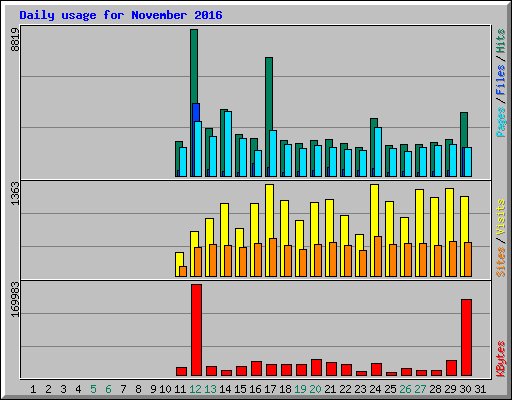 Daily usage for November 2016
8819
Pages / Files / Hits
1363
Sites / Visits
169983
KBytes
1 2 3 4 5 6 7 8 9 10 11 12 13 14 15 16 17 18 19 20 21 22 23 24 25 26 27 28 29 30 31